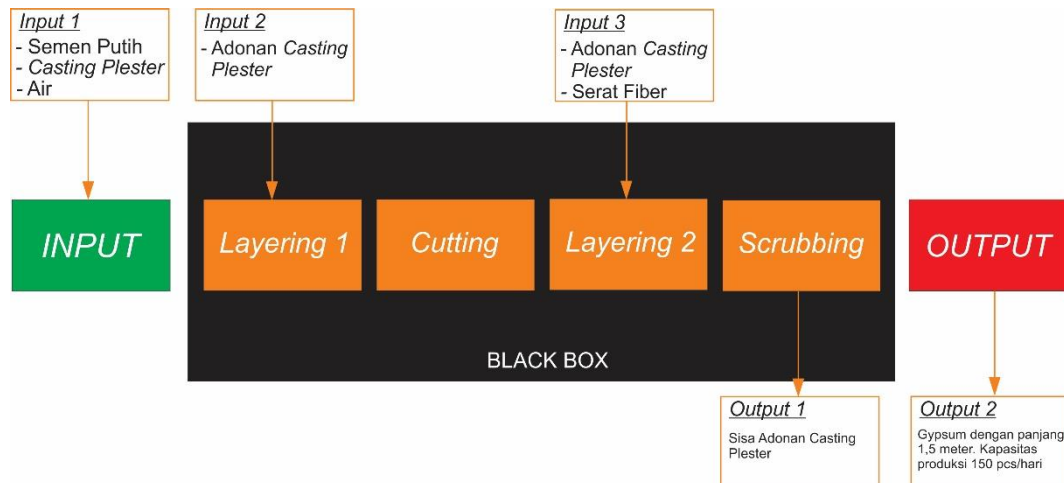 Input 1
- Semen Putih
- Casting Plester
- Air
Input 2
- Adonan Casting
Plester
Input 3
- Adonan Casting
Plester
- Serat Fiber
INPUT
Layering 1
Cutting
Layering 2
Scrubbing
OUTPUT
BLACK BOX
Output 1
Sisa Adonan Casting
Plester
Output 2
Gypsum dengan panjang
1,5 meter. Kapasitas
produksi 150 pcs/hari